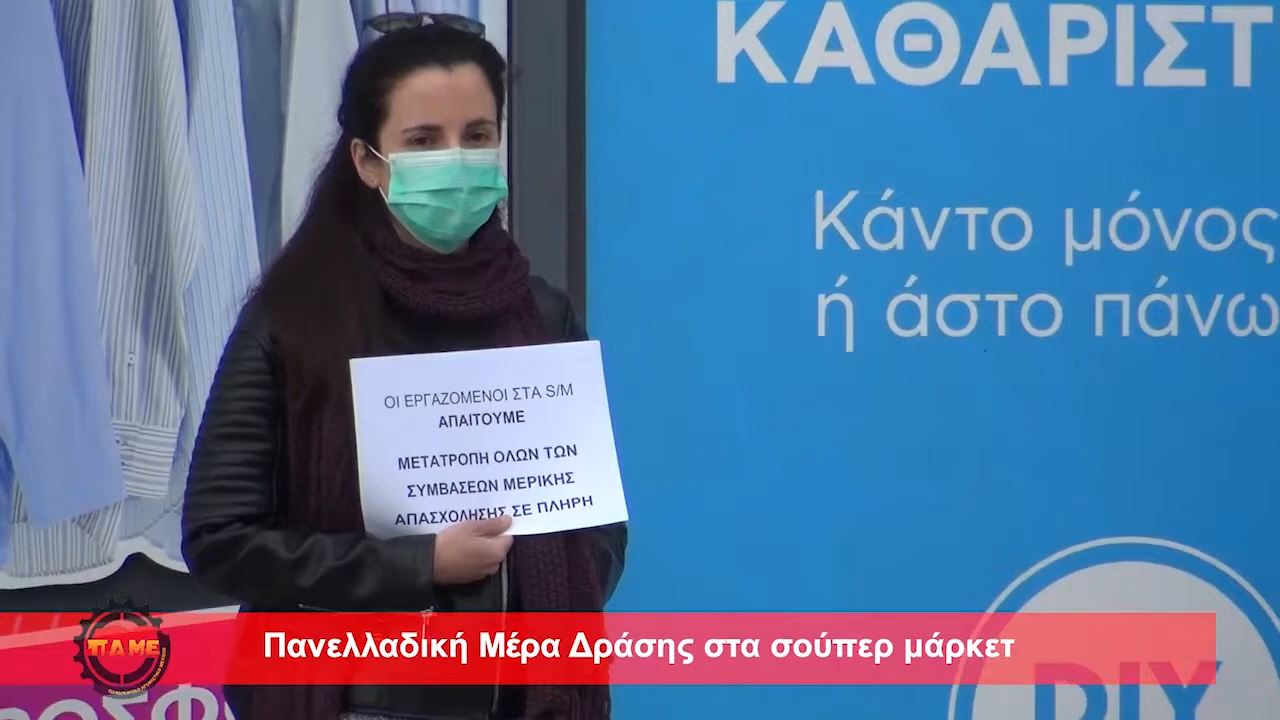 ΚΑΘΑΡΙΣΤ
Κάντο μόνος
ή άστο πάνω
ΟΙ ΕΡΓΑΖΟΜΕΝΟΙ ΣΤΑ S/M
ΑΠΑΙΤΟΥΜΕ
ΜΕΤΑΤΡΟΠΗ ΟΛΩΝ ΤΩΝ
ΣΥΜΒΑΣΕΩΝ ΜΕΡΙΚΗΣ
ΑΠΑΣΧΟΛΗΣΗΣ ΣΕ ΠΛΗΡΗ
DIY
ΠΑΜΕ
Πανελλαδική Μέρα Δράσης στα σούπερ μάρκετ